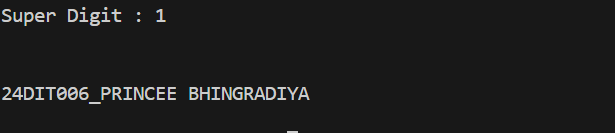 Super Digit : 1
24DIT006_PRINCEE BHINGRADIYA